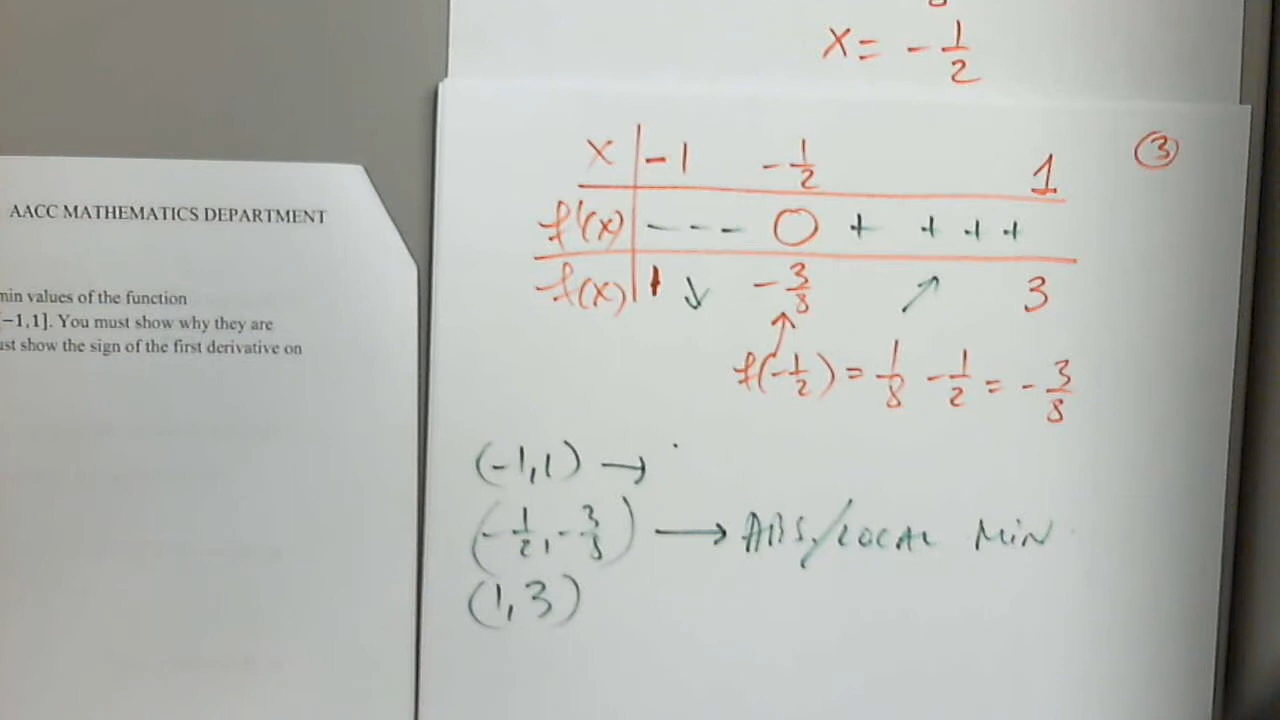 x = -1/2
③
x | -1 -1/2 1
f'(x) | - - - - 0 + + + +
f(x) | 1 ↓ -3/8 ↗ 3
f(-1/2) = 1/8 - 1/2 = -3/8
(-1,1) →
(-1/2, -3/8) → ABS/LOCAL MIN
(1,3)
AACC MATHEMATICS DEPARTMENT
min values of the function
[−1,1]. You must show why they are
show the sign of the first derivative on